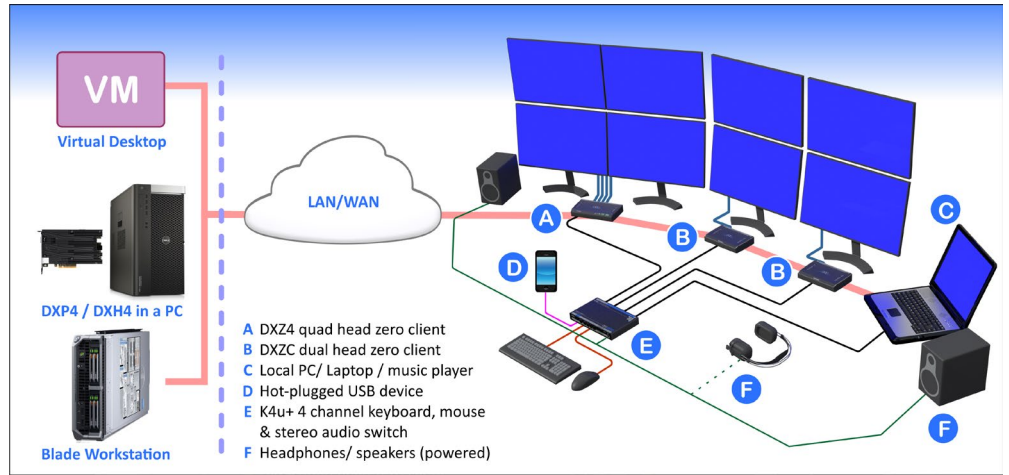 VM
Virtual Desktop
DXP4 / DXH4 in a PC
Blade Workstation
LAN/WAN
A DXZ4 quad head zero client
B DXZC dual head zero client
C Local PC/ Laptop / music player
D Hot-plugged USB device
E K4u+ 4 channel keyboard, mouse
& stereo audio switch
F Headphones/ speakers (powered)
A
B
B
C
D
E
F
F